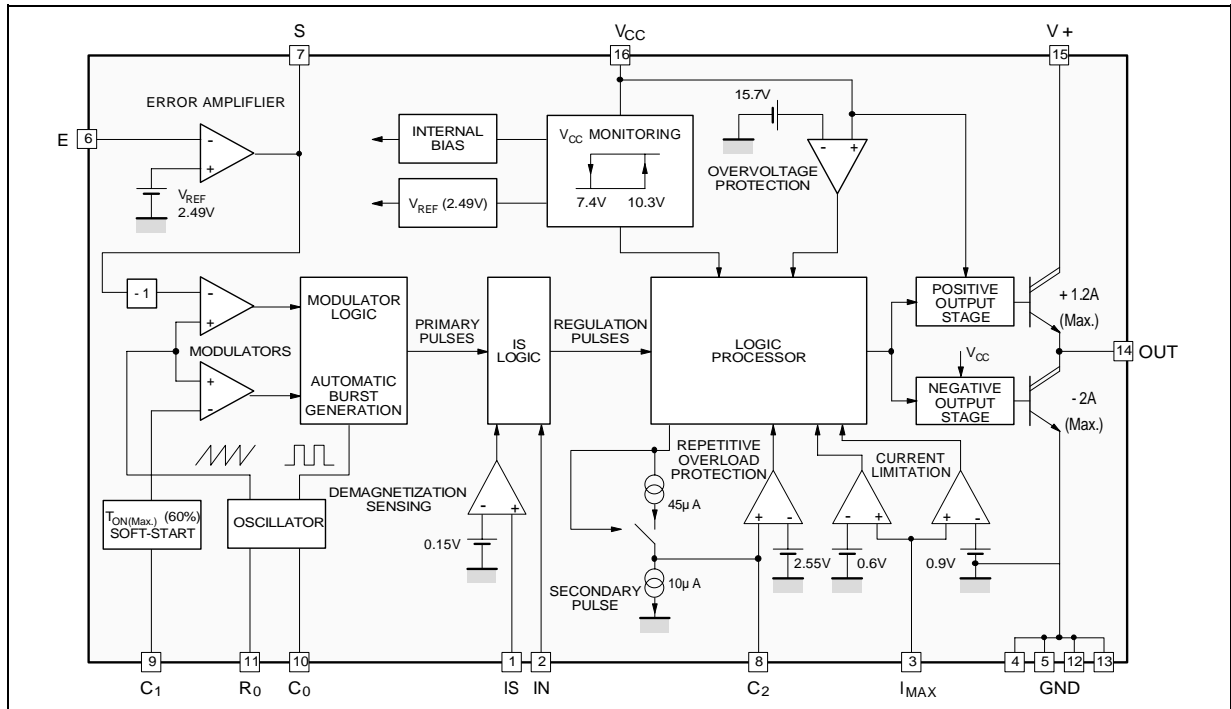 S
VCC
V +
7
16
15
ERROR AMPLIFLIER
E
6
-
+
VREF
2.49V
INTERNAL
BIAS
VREF (2.49V)
VCC MONITORING
7.4V
10.3V
15.7V
-
+
OVERVOLTAGE
PROTECTION
- 1
-
+
MODULATORS
+
-
MODULATOR
LOGIC
AUTOMATIC
BURST
GENERATION
PRIMARY
PULSES
IS
LOGIC
REGULATION
PULSES
LOGIC
PROCESSOR
POSITIVE
OUTPUT
STAGE
+ 1.2A
(Max.)
14
OUT
VCC
NEGATIVE
OUTPUT
STAGE
- 2A
(Max.)
TON(Max.) (60%)
SOFT-START
OSCILLATOR
DEMAGNETIZATION
SENSING
-
+
0.15V
REPETITIVE
OVERLOAD
PROTECTION
45µ A
SECONDARY
PULSE
10µ A
+
-
2.55V
CURRENT
LIMITATION
-
+
0.6V
+
-
0.9V
9
11
10
1
2
8
3
4
5
12
13
C1
R0
C0
IS
IN
C2
IMAX
GND